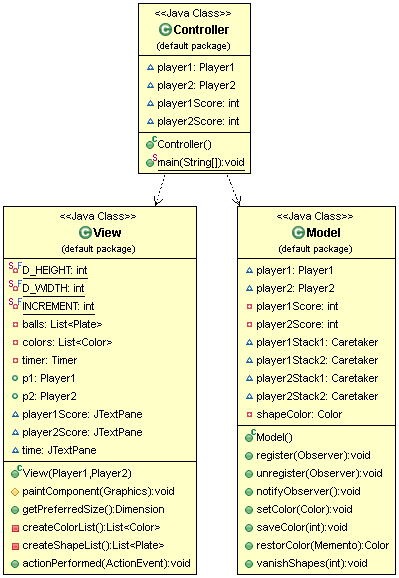 <<Java Class>>
Controller
(default package)
player1: Player1
player2: Player2
player1Score: int
player2Score: int
Controller()
main(String[]):void
<<Java Class>>
View
(default package)
D_HEIGHT: int
D_WIDTH: int
INCREMENT: int
balls: List<Plate>
colors: List<Color>
timer: Timer
p1: Player1
p2: Player2
player1Score: JTextPane
player2Score: JTextPane
time: JTextPane
View(Player1,Player2)
paintComponent(Graphics):void
getPreferredSize():Dimension
createColorList():List<Color>
createShapeList():List<Plate>
actionPerformed(ActionEvent):void
<<Java Class>>
Model
(default package)
player1: Player1
player2: Player2
player1Score: int
player2Score: int
player1Stack1: Caretaker
player1Stack2: Caretaker
player2Stack1: Caretaker
player2Stack2: Caretaker
shapeColor: Color
Model()
register(Observer):void
unregister(Observer):void
notifyObserver():void
setColor(Color):void
saveColor(int):void
restorColor(Memento):Color
vanishShapes(int):void